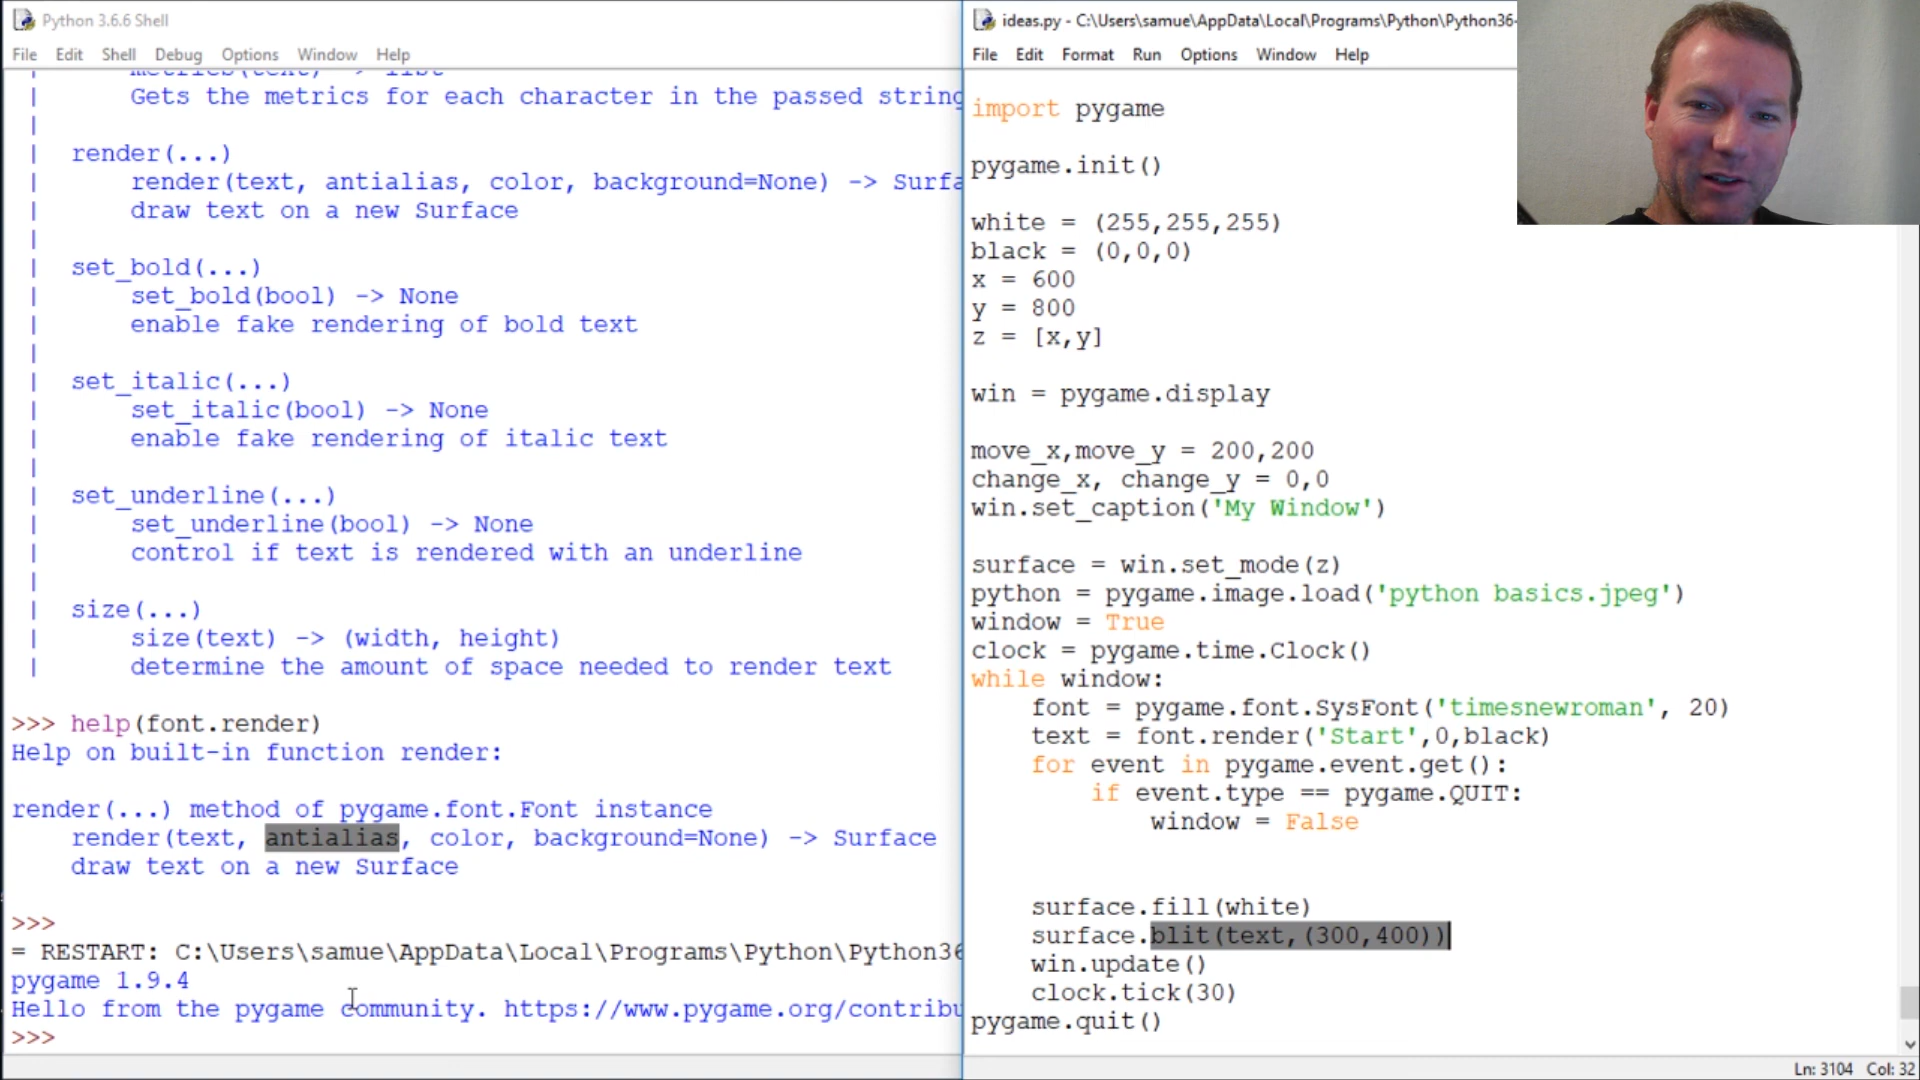 Python 3.6.6 Shell
File Edit Shell Debug Options Window Help
metrics(text) -> list
| Gets the metrics for each character in the passed string
|
| render(...)
| render(text, antialias, color, background=None) -> Surfa
| draw text on a new Surface
|
| set_bold(...)
| set_bold(bool) -> None
| enable fake rendering of bold text
|
| set_italic(...)
| set_italic(bool) -> None
| enable fake rendering of italic text
|
| set_underline(...)
| set_underline(bool) -> None
| control if text is rendered with an underline
|
| size(...)
| size(text) -> (width, height)
| determine the amount of space needed to render text
>>> help(font.render)
Help on built-in function render:
render(...) method of pygame.font.Font instance
render(text, antialias, color, background=None) -> Surface
draw text on a new Surface
>>>
= RESTART: C:\Users\samue\AppData\Local\Programs\Python\Python36
pygame 1.9.4
Hello from the pygame community. https://www.pygame.org/contribu
>>>
ideas.py - C:\Users\samue\AppData\Local\Programs\Python\Python36-
File Edit Format Run Options Window Help
import pygame
pygame.init()
white = (255,255,255)
black = (0,0,0)
x = 600
y = 800
z = [x,y]
win = pygame.display
move_x,move_y = 200,200
change_x, change_y = 0,0
win.set_caption('My Window')
surface = win.set_mode(z)
python = pygame.image.load('python basics.jpeg')
window = True
clock = pygame.time.Clock()
while window:
font = pygame.font.SysFont('timesnewroman', 20)
text = font.render('Start',0,black)
for event in pygame.event.get():
if event.type == pygame.QUIT:
window = False
surface.fill(white)
surface.blit(text,(300,400))
win.update()
clock.tick(30)
pygame.quit()
Ln: 3104 Col: 32